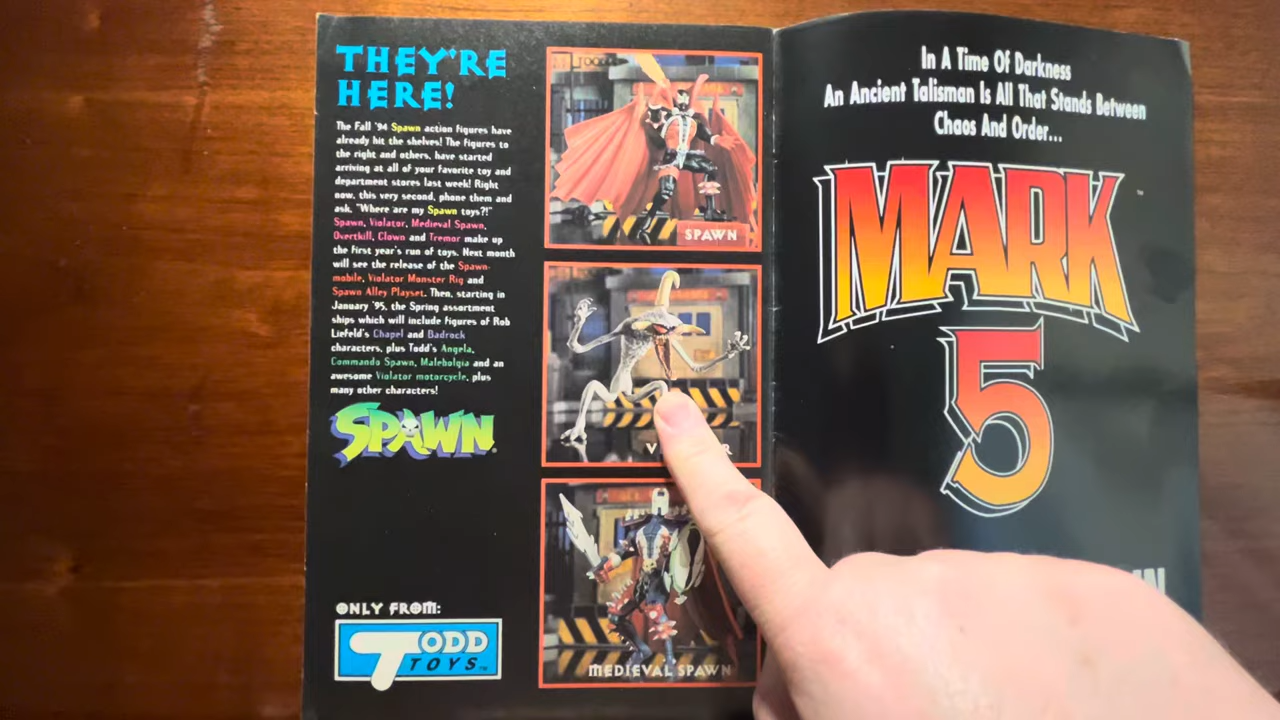 THEY'RE
HERE!
The Fall '94 Spawn action figures have
already hit the shelves! The figures to
the right and others, have started
arriving at all of your favorite toy and
department stores last week! Right
now, this very second, phone them and
ask, "Where are my Spawn toys?!"
Spawn, Violator, Medieval Spawn,
Overtkill, Clown and Tremor make up
the first year's run of toys. Next month
will see the release of the Spawn-
mobile, Violator Monster Rig and
Spawn Alley Playset. Then, starting in
January '95, the Spring assortment
ships which will include figures of Rob
Liefeld's Chapel and Badrock
characters, plus Todd's Angela,
Commando Spawn, Malebolgia and an
awesome Violator motorcycle, plus
many other characters!
SPAWN
ONLY FROM:
TODD
TOYS™
SPAWN
MEDIEVAL SPAWN
In A Time Of Darkness
An Ancient Talisman Is All That Stands Between
Chaos And Order...
MARK
5